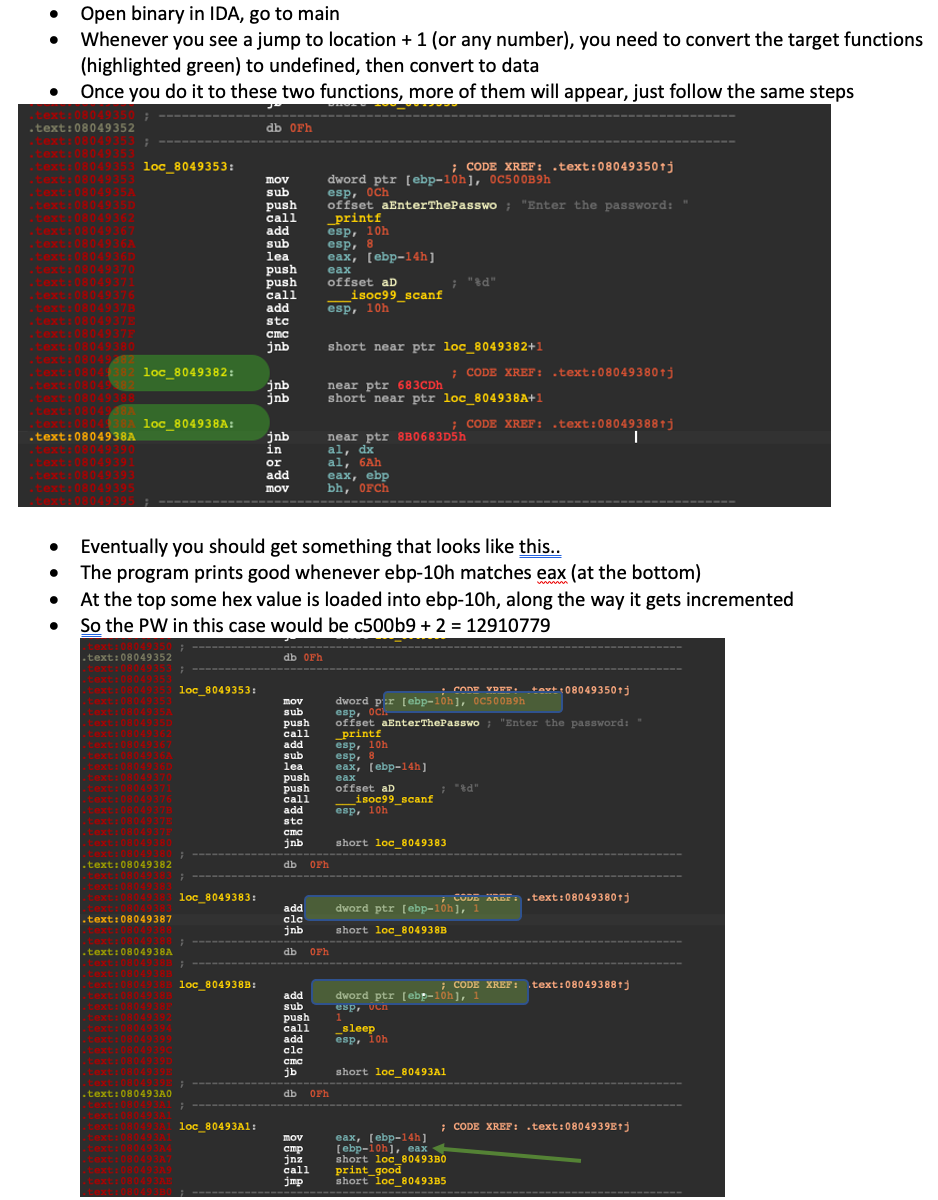 • Open binary in IDA, go to main
• Whenever you see a jump to location + 1 (or any number), you need to convert the target functions
(highlighted green) to undefined, then convert to data
• Once you do it to these two functions, more of them will appear, just follow the same steps
.text:08049352 db 0Fh
loc_8049353: ; CODE XREF: .text:08049350↑j
mov dword ptr [ebp-10h], 0C500B9h
sub esp, 0Ch
push offset aEnterThePasswo ; "Enter the password: "
call _printf
add esp, 10h
sub esp, 8
lea eax, [ebp-14h]
push eax
push offset aD ; "%d"
call ___isoc99_scanf
add esp, 10h
stc
cmc
jnb short near ptr loc_8049382+1
loc_8049382: ; CODE XREF: .text:08049380↑j
jnb near ptr 683CDh
jnb short near ptr loc_804938A+1
loc_804938A: ; CODE XREF: .text:08049388↑j
.text:0804938A jnb near ptr 8B0683D5h
in al, dx
or al, 6Ah
add eax, ebp
mov bh, 0FCh
• Eventually you should get something that looks like this..
• The program prints good whenever ebp-10h matches eax (at the bottom)
• At the top some hex value is loaded into ebp-10h, along the way it gets incremented
• So the PW in this case would be c500b9 + 2 = 12910779
.text:08049352 db 0Fh
loc_8049353: ; CODE XREF: .text:08049350↑j
mov dword ptr [ebp-10h], 0C500B9h
sub esp, 0Ch
push offset aEnterThePasswo ; "Enter the password: "
call _printf
add esp, 10h
sub esp, 8
lea eax, [ebp-14h]
push eax
push offset aD ; "%d"
call ___isoc99_scanf
add esp, 10h
stc
cmc
jnb short loc_8049383
.text:08049382 db 0Fh
loc_8049383: ; CODE XREF: .text:08049380↑j
add dword ptr [ebp-10h], 1
.text:08049387 clc
jnb short loc_804938B
.text:0804938A db 0Fh
loc_804938B: ; CODE XREF: .text:08049388↑j
add dword ptr [ebp-10h], 1
sub esp, 0Ch
push 1
call _sleep
add esp, 10h
clc
cmc
jb short loc_80493A1
.text:080493A0 db 0Fh
loc_80493A1: ; CODE XREF: .text:0804939E↑j
mov eax, [ebp-14h]
cmp [ebp-10h], eax
jnz short loc_80493B0
call print_good
jmp short loc_80493B5